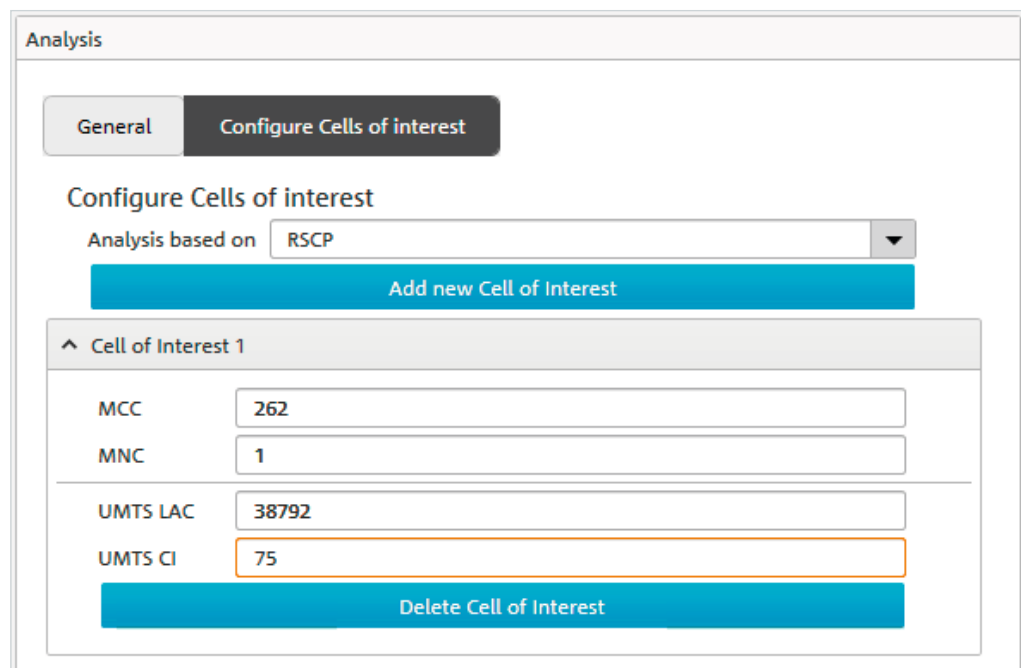 Analysis
General Configure Cells of interest
Configure Cells of interest
Analysis based on RSCP
Add new Cell of Interest
Cell of Interest 1
MCC 262
MNC 1
UMTS LAC 38792
UMTS CI 75
Delete Cell of Interest